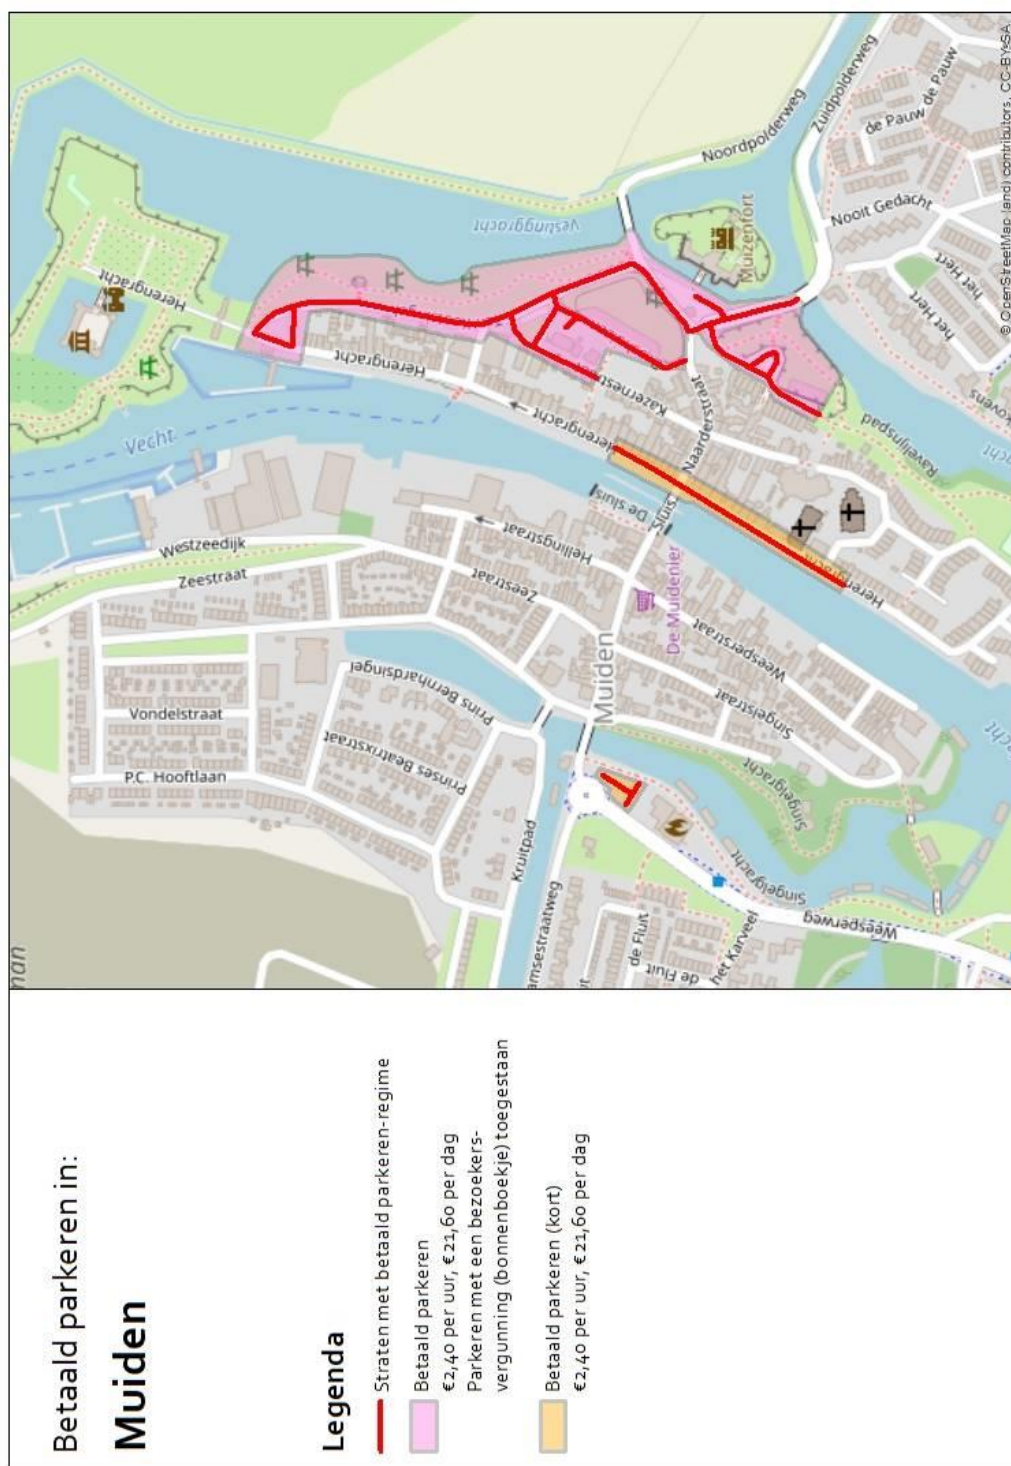 Betaald parkeren in:
Muiden
Legenda
Straten met betaald parkeren-regime
Betaald parkeren
€2,40 per uur, €21,60 per dag
Parkeren met een bezoekers-
vergunning (bonnenboekje) toegestaan
Betaald parkeren (kort)
€2,40 per uur, €21,60 per dag
Herengracht
Vestinggracht
Noordpolderweg
Zuidpolderweg
de Pauw
de Pauw
Nooit Gedacht
het Hert
het Hert
Muizenfort
Vecht
Herengracht
Herengracht
Kazernest
Naarderstraat
Ravelijnspad
De sluis
Sluis
Westzeedijk
Zeestraat
Hellingstraat
Zeestraat
De Muidenier
Muiden
Weesperstraat
Singelstraat
Vondelstraat
P.C. Hooftlaan
Prins Bernhardsingel
Prinses Beatrixstraat
Kruitpad
amsestraatweg
Singelgracht
Singelgracht
Weesperweg
de Fluit
de Fluit
het Karveel
© OpenStreetMap (and) contributors, CC-BY-SA